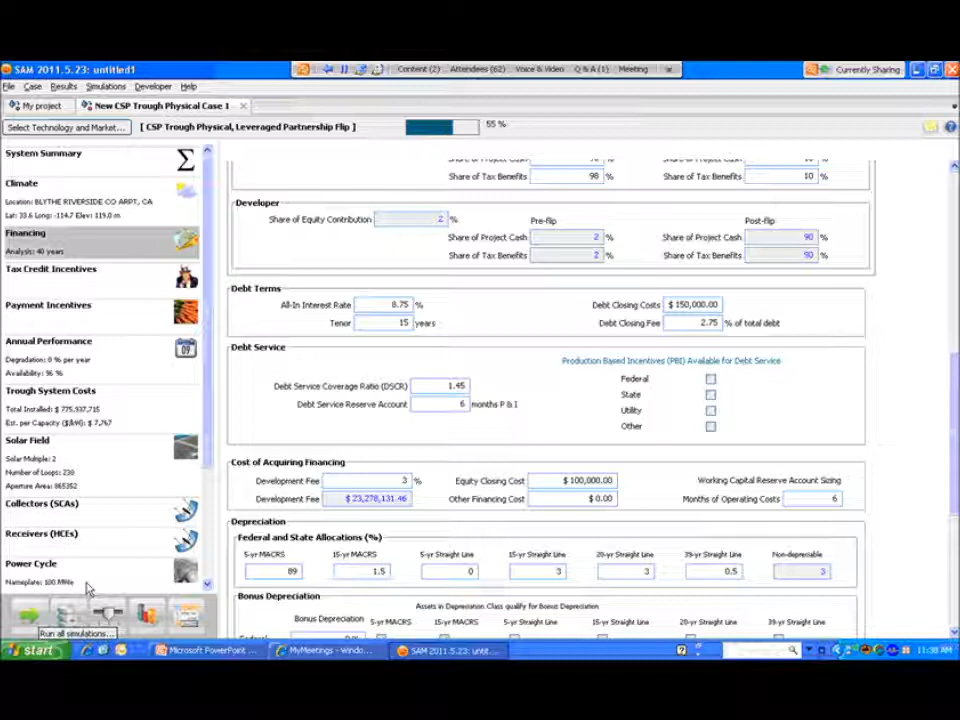 SAM 2011.5.23: untitled1
Content (2) Attendees (62) Voice & Video Q & A (1) Meeting
Currently Sharing
File Case Results Simulations Developer Help
My project New CSP Trough Physical Case 1
Select Technology and Market... [ CSP Trough Physical, Leveraged Partnership Flip ] 55 %
System Summary
Climate
Location: BLYTHE RIVERSIDE CO ARPT, CA
Lat: 33.6 Long: -114.7 Elev: 119.0 m
Financing
Analysis: 40 years
Tax Credit Incentives
Payment Incentives
Annual Performance
Degradation: 0 % per year
Availability: 96 %
Trough System Costs
Total Installed: $ 775,937,715
Est. per Capacity ($/kW): $ 7,767
Solar Field
Solar Multiple: 2
Number of Loops: 230
Aperture Area: 865352
Collectors (SCAs)
Receivers (HCEs)
Power Cycle
Nameplate: 100 MWe
Run all simulations...
Share of Project Cash % Share of Project Cash %
Share of Tax Benefits 98 % Share of Tax Benefits 10 %
Developer
Share of Equity Contribution 2 % Pre-flip Post-flip
Share of Project Cash 2 % Share of Project Cash 90 %
Share of Tax Benefits 2 % Share of Tax Benefits 90 %
Debt Terms
All-In Interest Rate 8.75 % Debt Closing Costs $ 150,000.00
Tenor 15 years Debt Closing Fee 2.75 % of total debt
Debt Service
Production Based Incentives (PBI) Available for Debt Service
Federal
Debt Service Coverage Ratio (DSCR) 1.45
State
Debt Service Reserve Account 6 months P & I
Utility
Other
Cost of Acquiring Financing
Development Fee 3 % Equity Closing Cost $ 100,000.00 Working Capital Reserve Account Sizing
Development Fee $ 23,278,131.46 Other Financing Cost $ 0.00 Months of Operating Costs 6
Depreciation
Federal and State Allocations (%)
5-yr MACRS 15-yr MACRS 5-yr Straight Line 15-yr Straight Line 20-yr Straight Line 39-yr Straight Line Non-depreciable
89 1.5 0 3 3 0.5 3
Bonus Depreciation
Assets in Depreciation Class qualify for Bonus Depreciation
Bonus Depreciation 5-yr MACRS 15-yr MACRS 5-yr Straight Line 15-yr Straight Line 20-yr Straight Line 39-yr Straight Line
Federal
start Microsoft PowerPoint ... MyMeetings - Windo... SAM 2011.5.23: untit... 11:38 AM